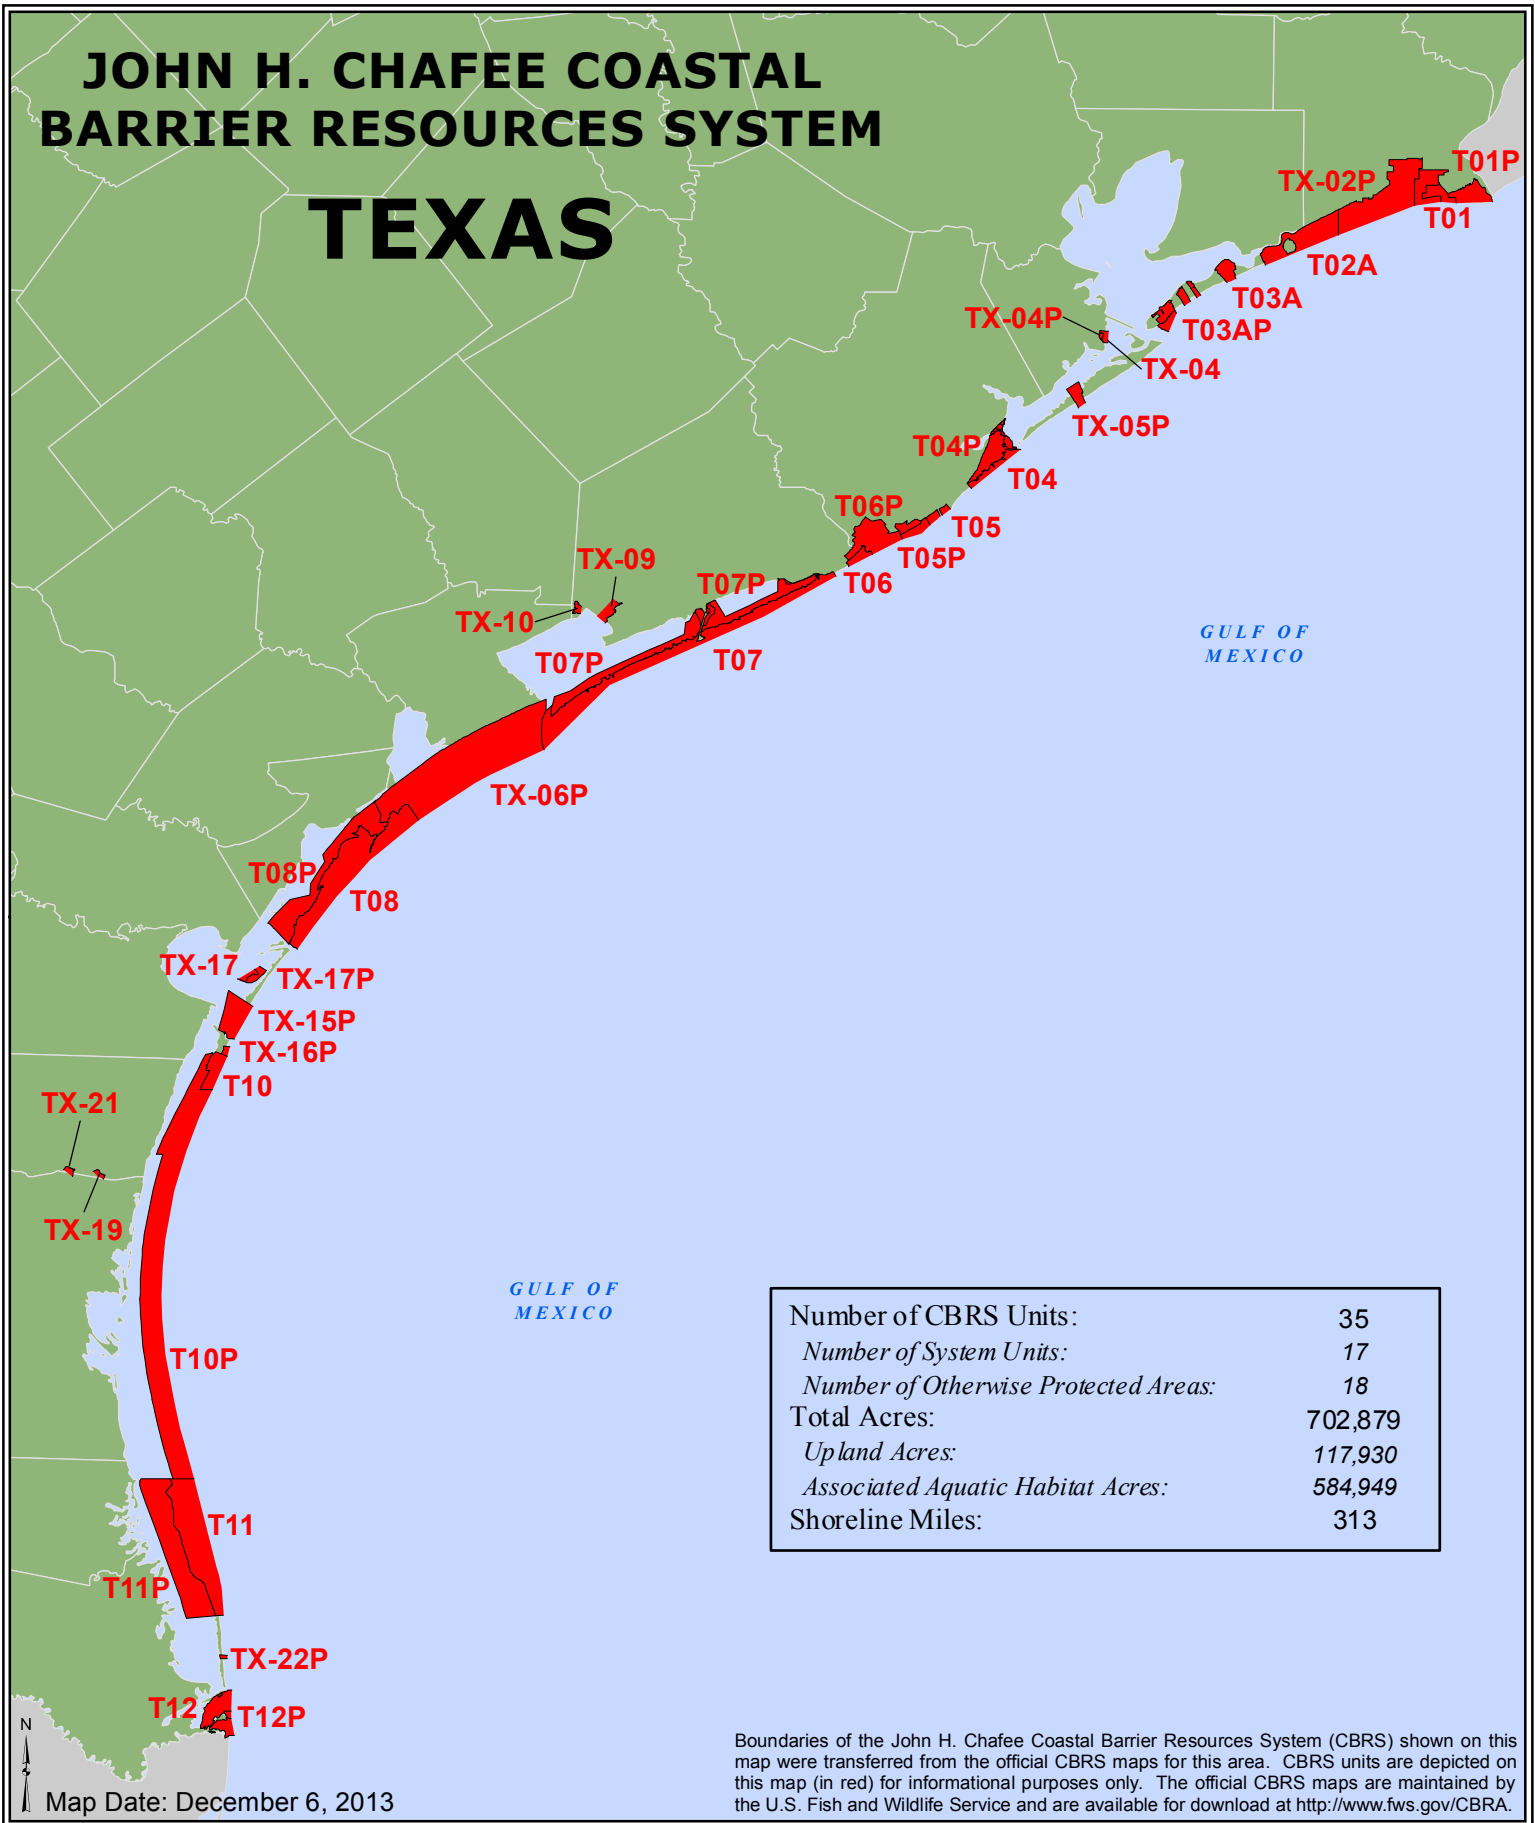 JOHN H. CHAFEE COASTAL
BARRIER RESOURCES SYSTEM
TEXAS
T01P
TX-02P
T01
T02A
T03A
T03AP
TX-04P
TX-04
TX-05P
T04P
T04
T06P
T05
T05P
TX-09
T06
T07P
TX-10
GULF OF
MEXICO
T07P
T07
TX-06P
T08P
T08
TX-17
TX-17P
TX-15P
TX-16P
T10
TX-21
TX-19
GULF OF
MEXICO
T10P
Number of CBRS Units: 35
Number of System Units: 17
Number of Otherwise Protected Areas: 18
Total Acres: 702,879
Upland Acres: 117,930
Associated Aquatic Habitat Acres: 584,949
Shoreline Miles: 313
T11
T11P
TX-22P
T12
T12P
N
Map Date: December 6, 2013
Boundaries of the John H. Chafee Coastal Barrier Resources System (CBRS) shown on this
map were transferred from the official CBRS maps for this area. CBRS units are depicted on
this map (in red) for informational purposes only. The official CBRS maps are maintained by
the U.S. Fish and Wildlife Service and are available for download at http://www.fws.gov/CBRA.